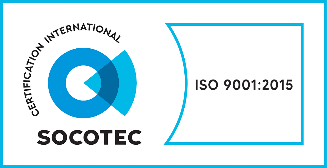 CERTIFICATION INTERNATIONAL
SOCOTEC
ISO 9001:2015